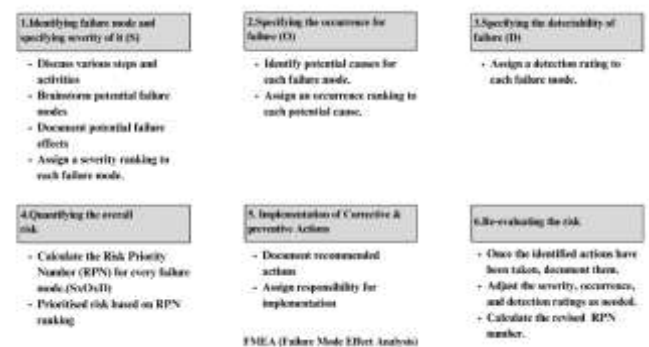 1.Identifying failure mode and
specifying severity of it (S)
- Discuss various steps and
activities
- Brainstorm potential failure
modes
- Document potential failure
effects
- Assign a severity ranking to
each failure mode.
2.Specifying the occurrence for
failure (O)
- Identify potential causes for
each failure mode.
- Assign an occurrence ranking to
each potential cause.
3.Specifying the detectability of
failure (D)
- Assign a detection rating to
each failure mode.
4.Quantifying the overall
risk
- Calculate the Risk Priority
Number (RPN) for every failure
mode.(SxOxD)
- Prioritised risk based on RPN
ranking
5. Implementation of Corrective &
preventive Actions
- Document recommended
actions
- Assign responsibility for
implementation
6.Re-evaluating the risk
- Once the identified actions have
been taken, document them.
- Adjust the severity, occurrence,
and detection ratings as needed.
- Calculate the revised RPN
number.
FMEA (Failure Mode Effect Analysis)